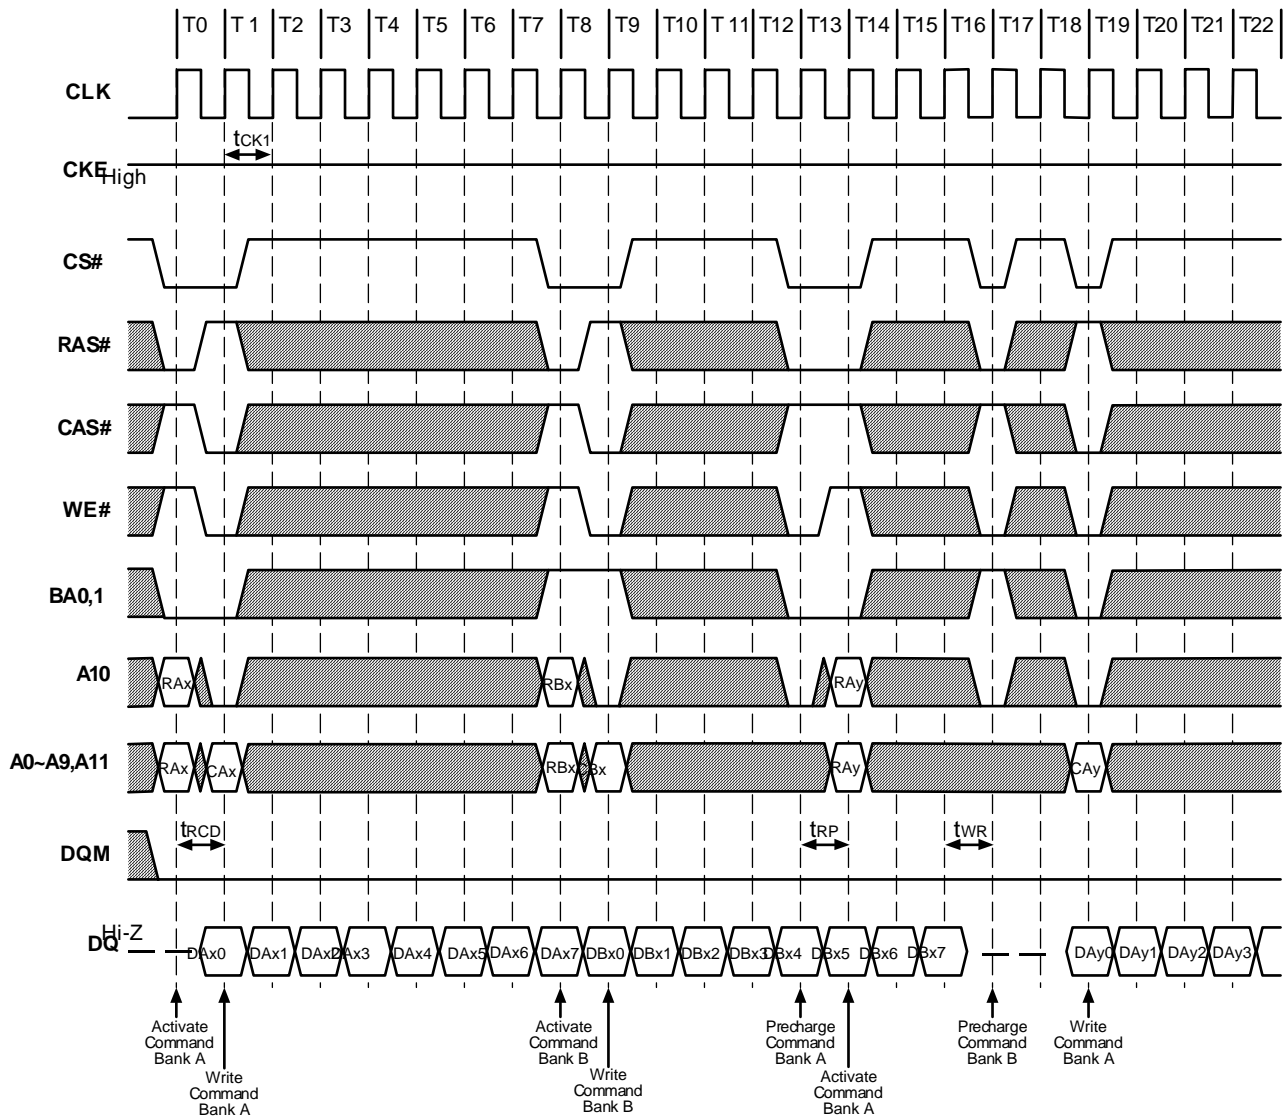 T0 T 1 T2 T3 T4 T5 T6 T7 T8 T9 T10 T 11 T12 T13 T14 T15 T16 T17 T18 T19 T20 T21 T22
CLK
tCK1
CKE High
CS#
RAS#
CAS#
WE#
BA0,1
A10 RAx RBx RAy
A0~A9,A11 RAx CAx RBx CBx RAy CAy
tRCD tRP tWR
DQM
Hi-Z
DQ DAx0 DAx1 DAx2 DAx3 DAx4 DAx5 DAx6 DAx7 DBx0 DBx1 DBx2 DBx3 DBx4 DBx5 DBx6 DBx7 DAy0 DAy1 DAy2 DAy3
Activate
Command
Bank A
Write
Command
Bank A
Activate
Command
Bank B
Write
Command
Bank B
Precharge
Command
Bank A
Activate
Command
Bank A
Precharge
Command
Bank B
Write
Command
Bank A